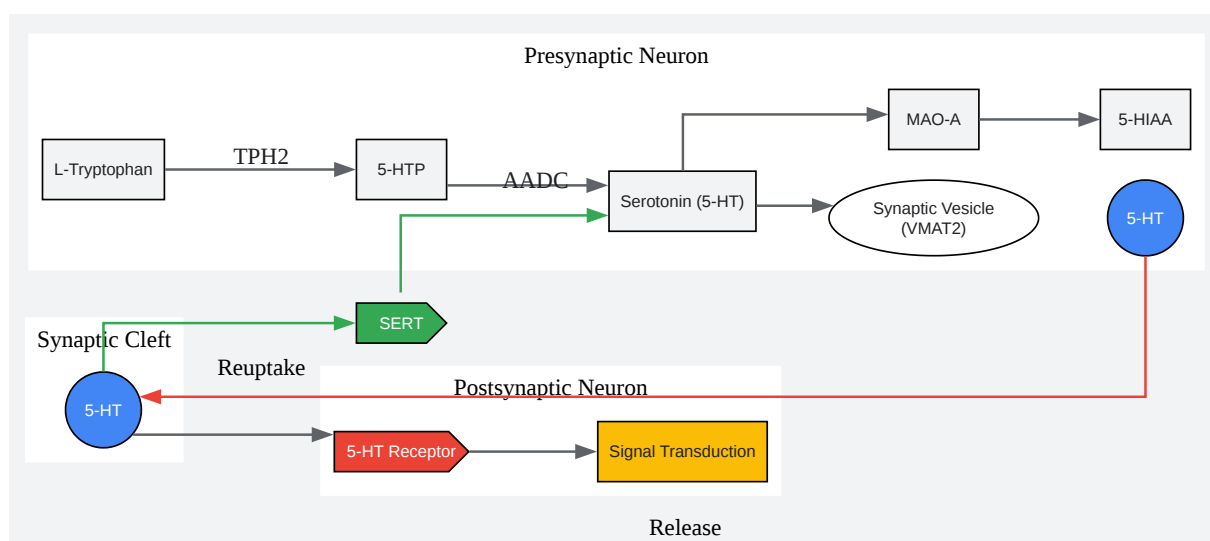 Presynaptic Neuron
MAO-A
5-HIAA
L-Tryptophan
TPH2
5-HTP
AADC
Serotonin (5-HT)
Synaptic Vesicle
(VMAT2)
5-HT
SERT
Synaptic Cleft
Reuptake
Postsynaptic Neuron
5-HT
5-HT Receptor
Signal Transduction
Release